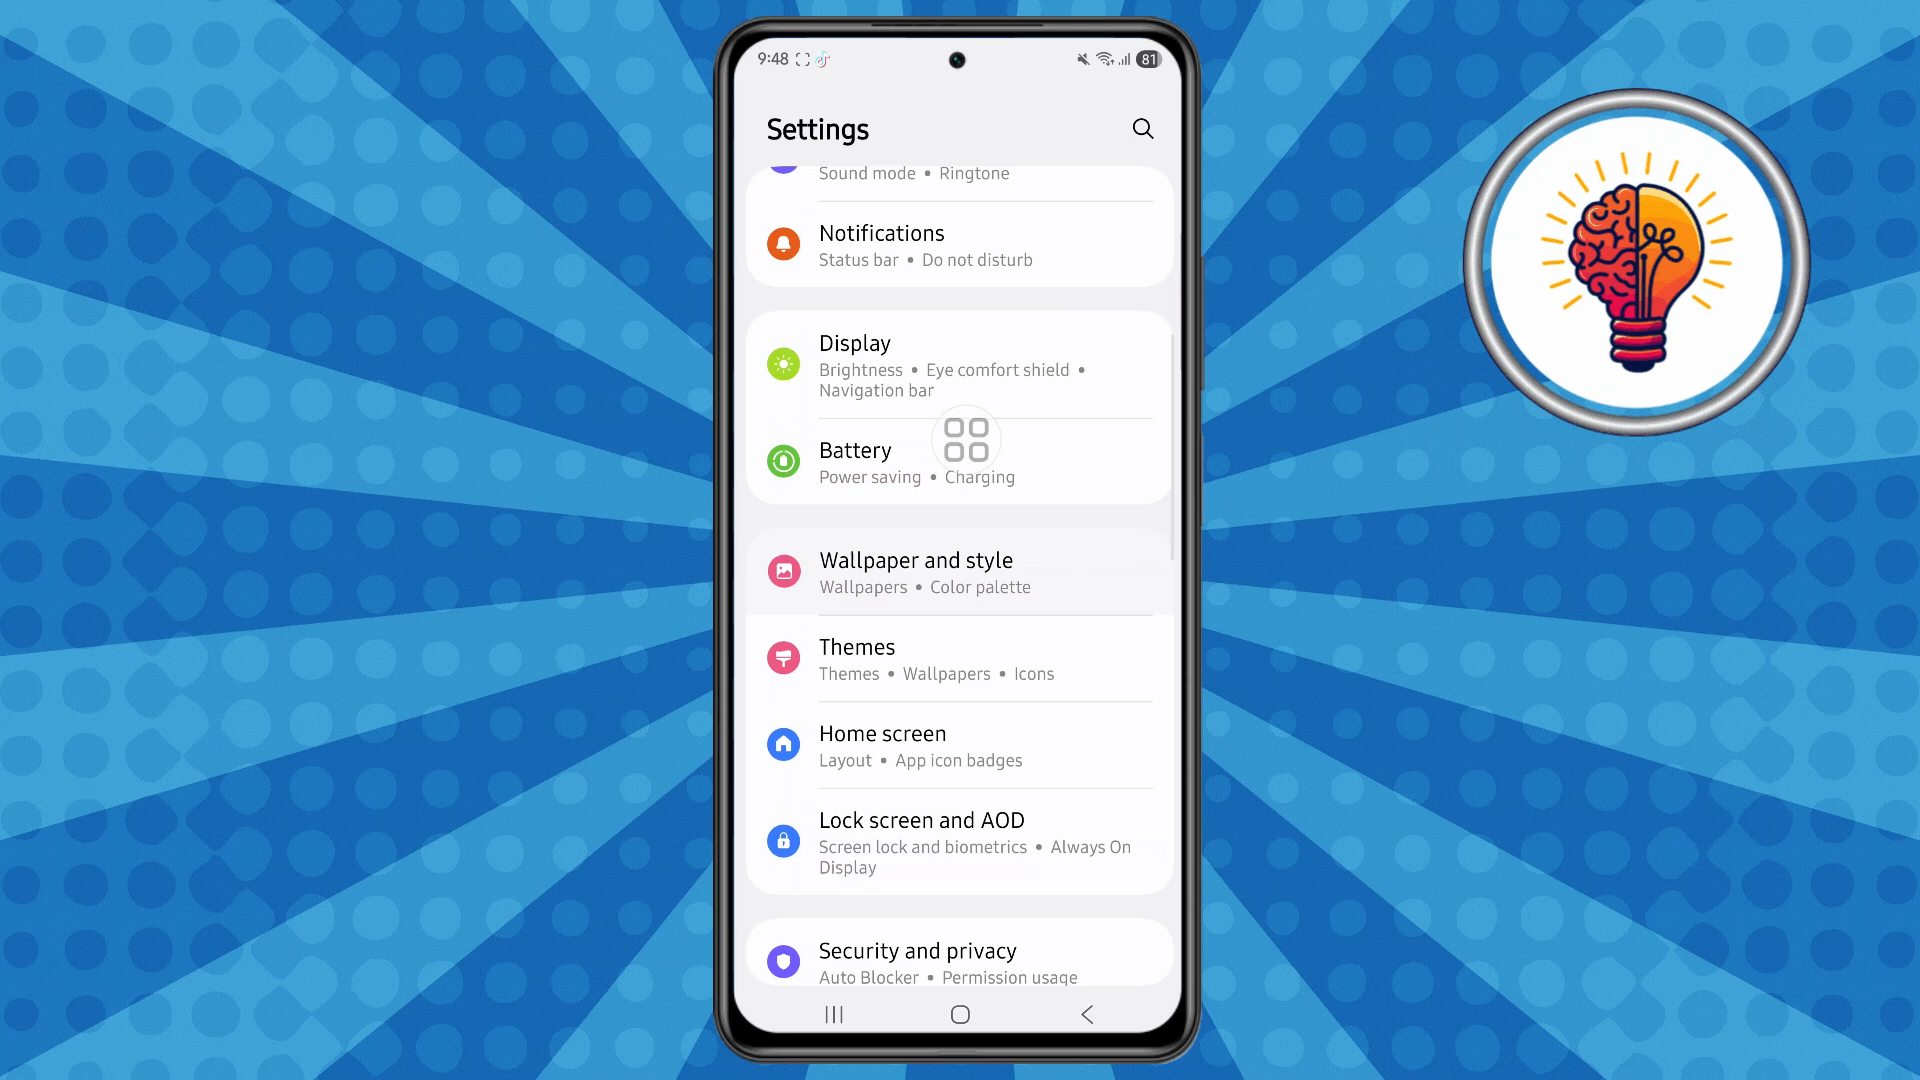 9:48
81
Settings
Sound mode • Ringtone
Notifications
Status bar • Do not disturb
Display
Brightness • Eye comfort shield •
Navigation bar
Battery
Power saving • Charging
Wallpaper and style
Wallpapers • Color palette
Themes
Themes • Wallpapers • Icons
Home screen
Layout • App icon badges
Lock screen and AOD
Screen lock and biometrics • Always On
Display
Security and privacy
Auto Blocker • Permission usage